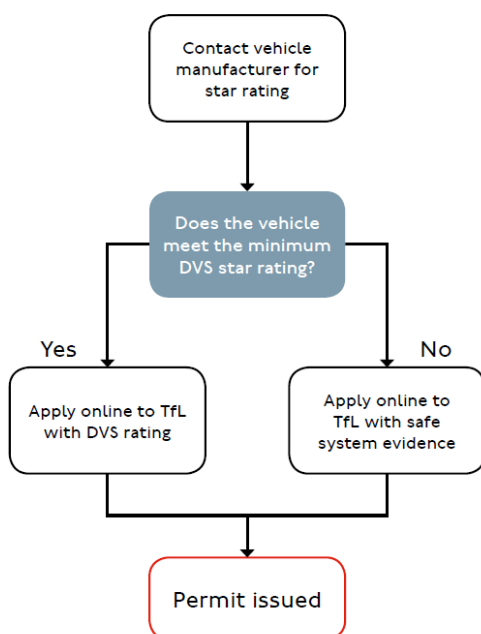 Contact vehicle
manufacturer for
star rating
Does the vehicle
meet the minimum
DVS star rating?
Yes
No
Apply online to TfL
with DVS rating
Apply online to
TfL with safe
system evidence
Permit issued